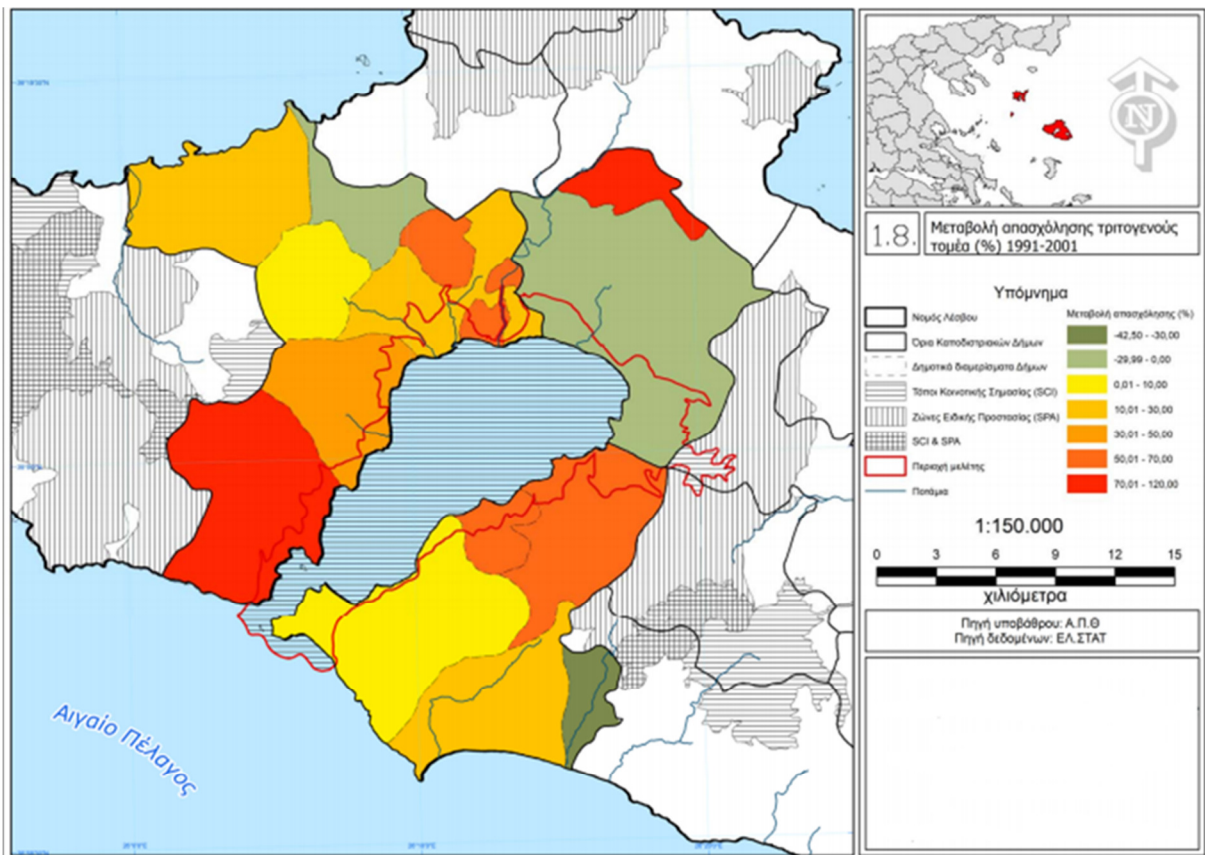 Αιγαίο Πέλαγος
N
1.8.
Μεταβολή απασχόλησης τριτογενούς
τομέα (%) 1991-2001
Υπόμνημα
Νομός Λέσβου
Όρια Καποδιστριακών Δήμων
Δημοτικά διαμερίσματα Δήμων
Τόποι Κοινοτικής Σημασίας (SCI)
Ζώνες Ειδικής Προστασίας (SPA)
SCI & SPA
Περιοχή μελέτης
Ποτάμια
Μεταβολή απασχόλησης (%)
-42,50 - -30,00
-29,99 - 0,00
0,01 - 10,00
10,01 - 30,00
30,01 - 50,00
50,01 - 70,00
70,01 - 120,00
1:150.000
0 3 6 9 12 15
χιλιόμετρα
Πηγή υποβάθρου: Α.Π.Θ
Πηγή δεδομένων: ΕΛ.ΣΤΑΤ